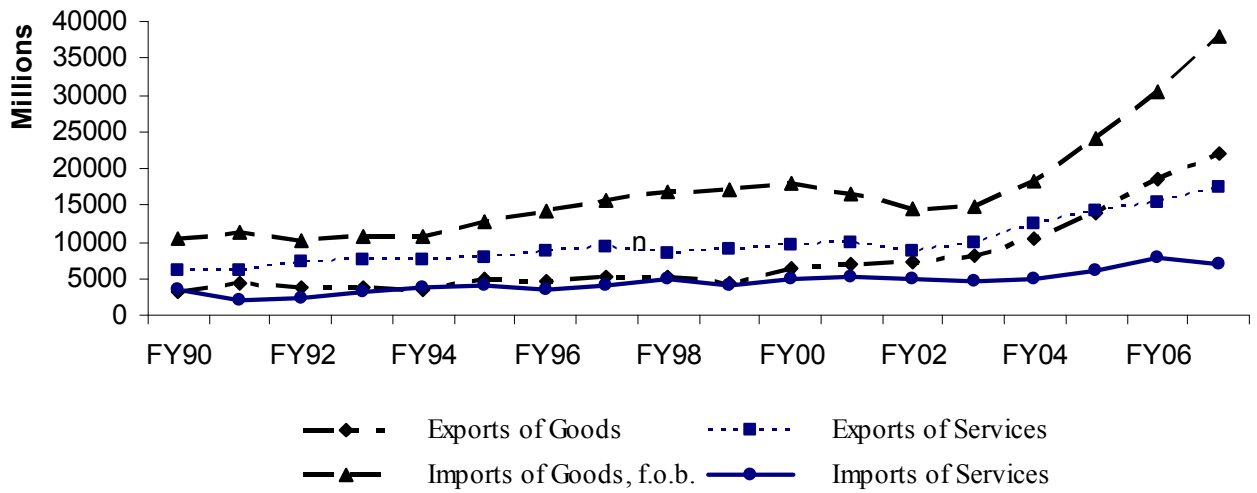 Millions
40000
35000
30000
25000
20000
15000
10000
5000
0
n
FY90 FY92 FY94 FY96 FY98 FY00 FY02 FY04 FY06
Exports of Goods Exports of Services
Imports of Goods, f.o.b. Imports of Services